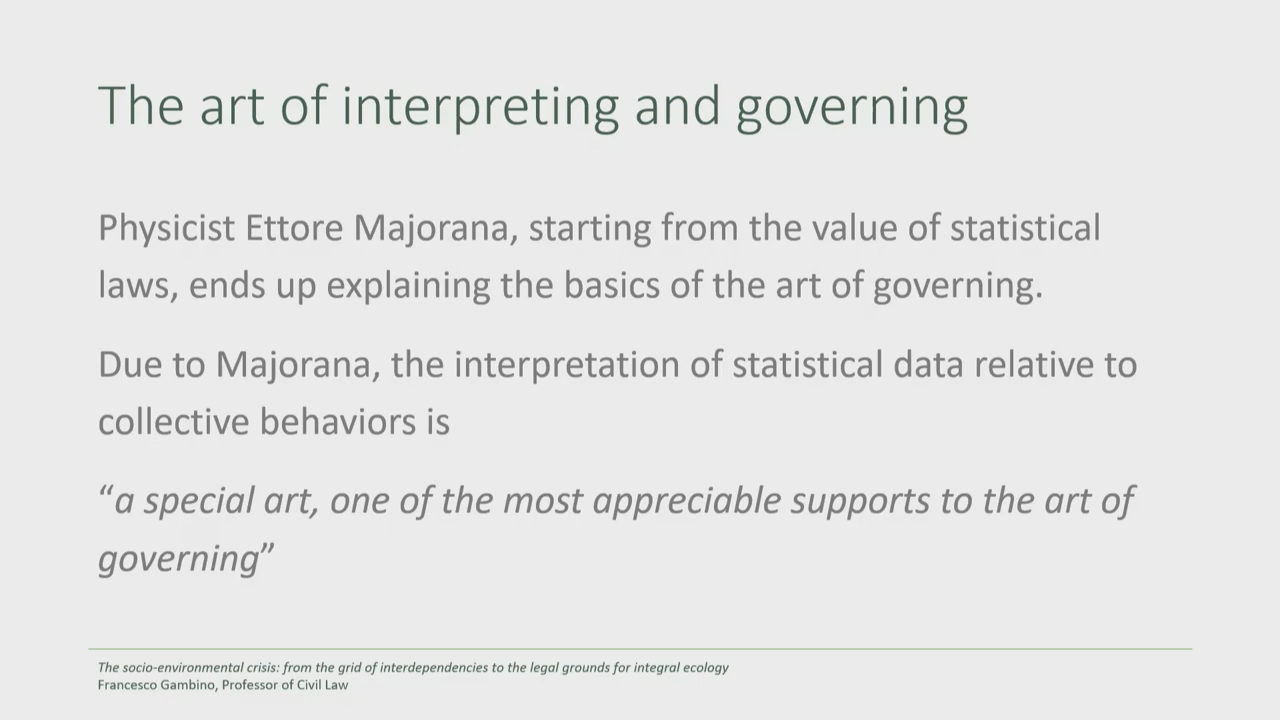 The art of interpreting and governing
Physicist Ettore Majorana, starting from the value of statistical
laws, ends up explaining the basics of the art of governing.
Due to Majorana, the interpretation of statistical data relative to
collective behaviors is
“a special art, one of the most appreciable supports to the art of
governing”
The socio-environmental crisis: from the grid of interdependencies to the legal grounds for integral ecology
Francesco Gambino, Professor of Civil Law